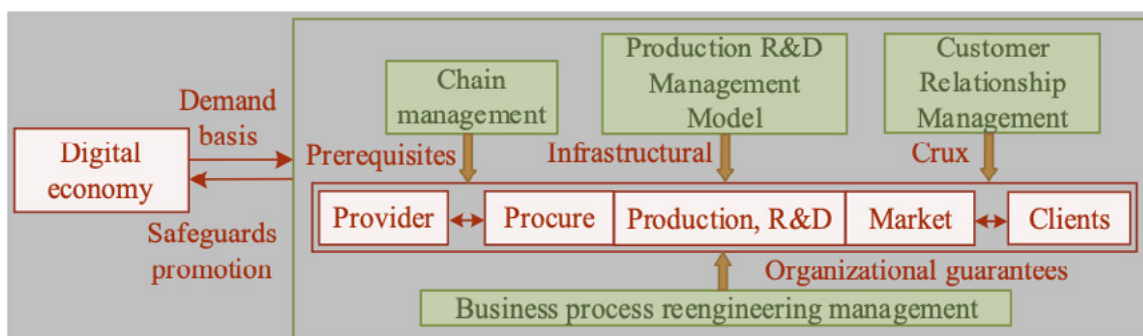 Demand
basis
Digital
economy
Safeguards
promotion
Chain
management
Production R&D
Management
Model
Customer
Relationship
Management
Prerequisites
Infrastructural
Crux
Provider
Procure
Production, R&D
Market
Clients
Organizational guarantees
Business process reengineering management